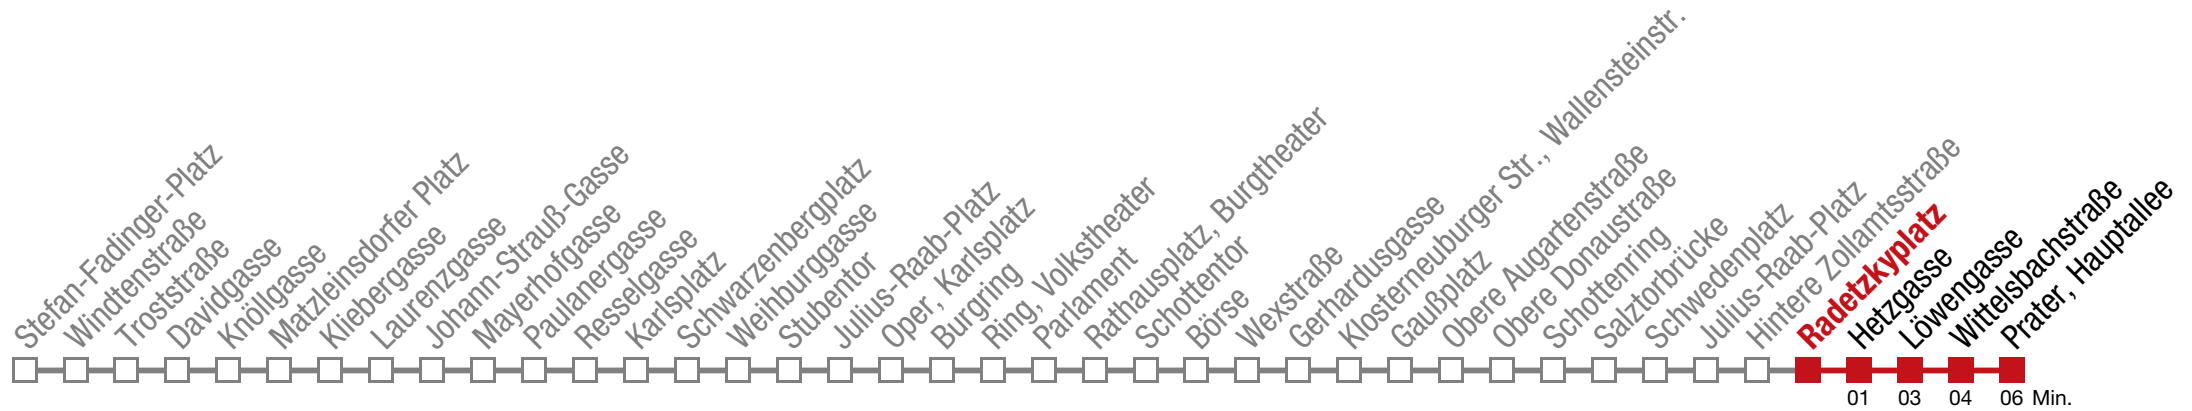 Stefan-Fadinger-Platz
Windtenstraße
Troststraße
Davidgasse
Knöllgasse
Matzleinsdorfer Platz
Kliebergasse
Laurenzgasse
Johann-Strauß-Gasse
Mayerhofgasse
Paulanergasse
Resselgasse
Karlsplatz
Schwarzenbergplatz
Weihburggasse
Stubentor
Julius-Raab-Platz
Oper, Karlsplatz
Burgring
Ring, Volkstheater
Parlament
Rathausplatz, Burgtheater
Schottentor
Börse
Wexstraße
Gerhardusgasse
Klosterneuburger Str., Wallensteinstr.
Gaußplatz
Obere Augartenstraße
Obere Donaustraße
Schottenring
Salztorbrücke
Schwedenplatz
Julius-Raab-Platz
Hintere Zollamtsstraße
Radetzkyplatz
Hetzgasse
Löwengasse
Wittelsbachstraße
Prater, Hauptallee
01 03 04 06 Min.